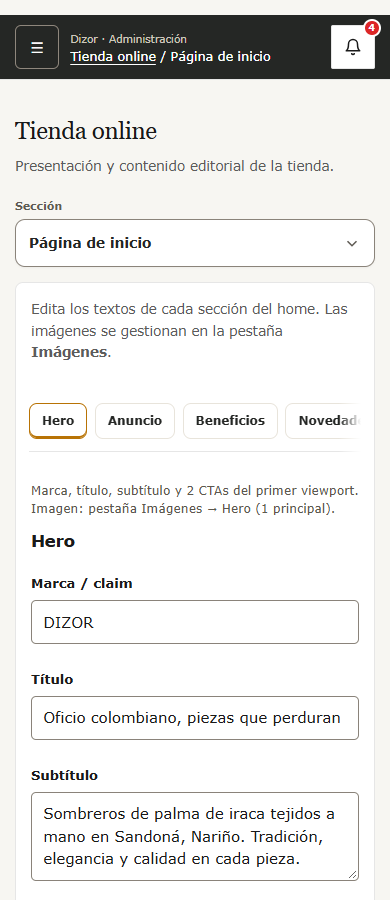 Dizor · Administración
Tienda online / Página de inicio
4
Tienda online
Presentación y contenido editorial de la tienda.
Sección
Página de inicio
Edita los textos de cada sección del home. Las
imágenes se gestionan en la pestaña
Imágenes.
Hero
Anuncio
Beneficios
Novedad
Marca, título, subtítulo y 2 CTAs del primer viewport.
Imagen: pestaña Imágenes → Hero (1 principal).
Hero
Marca / claim
DIZOR
Título
Oficio colombiano, piezas que perduran
Subtítulo
Sombreros de palma de iraca tejidos a
mano en Sandoná, Nariño. Tradición,
elegancia y calidad en cada pieza.